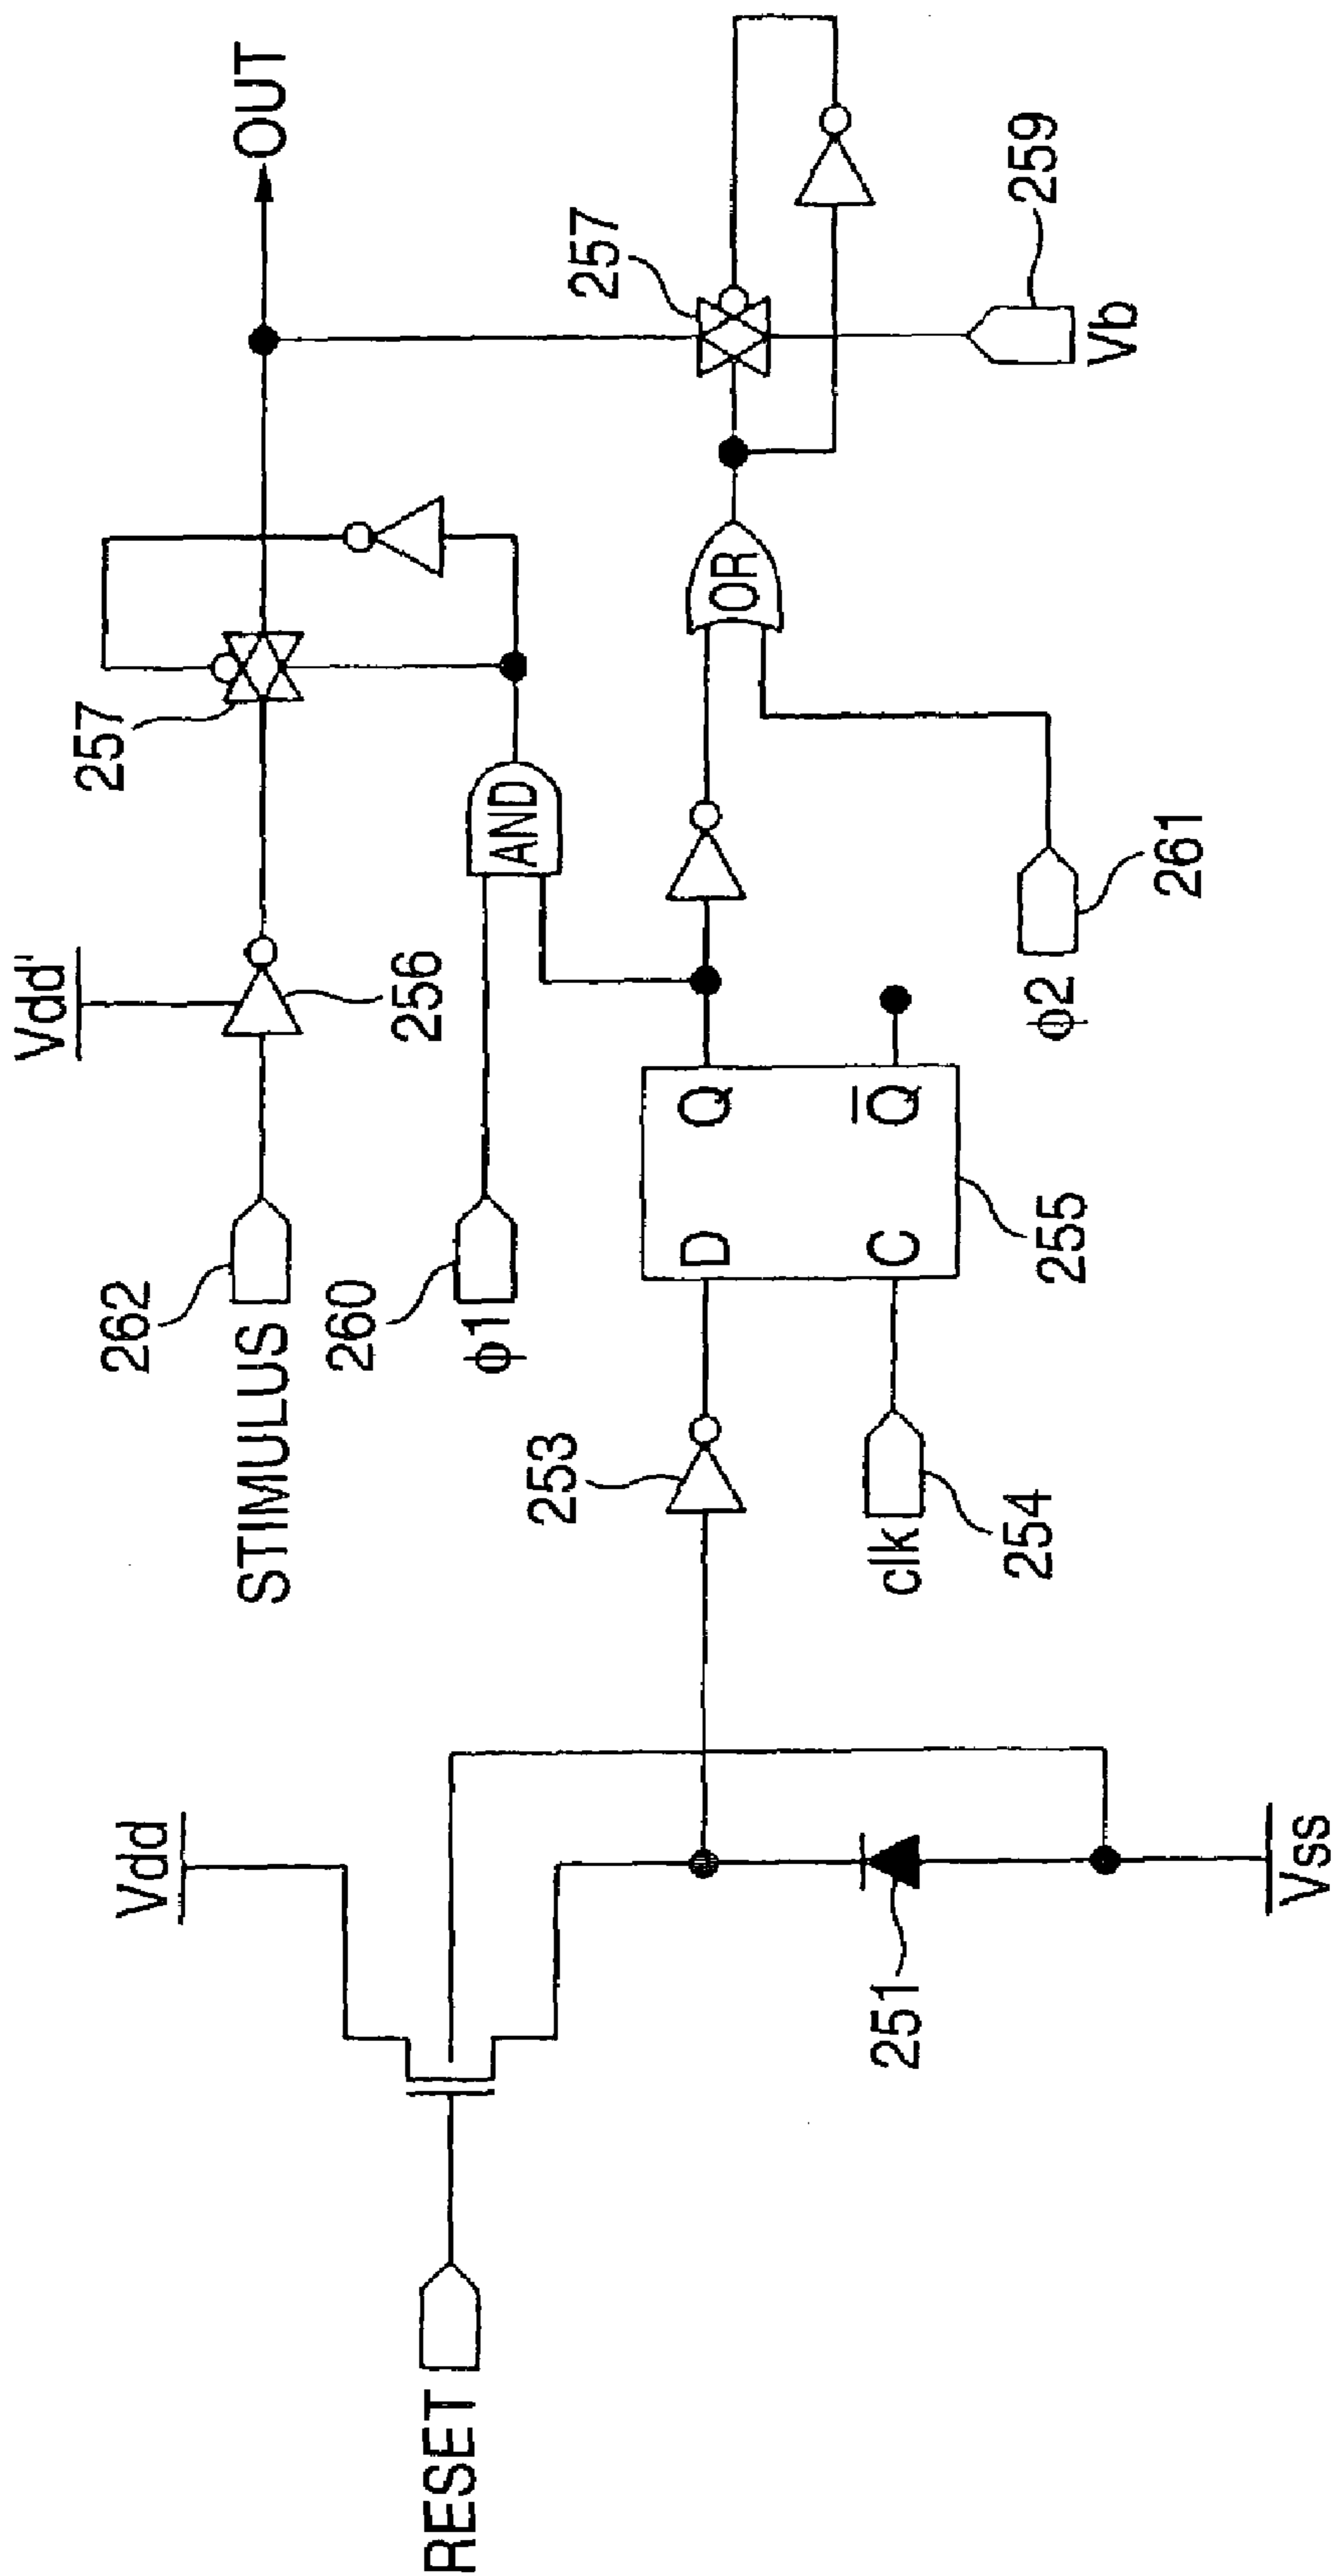 RESET
Vdd
251
Vss
253
clk
254
D
Q
C
Q̅
255
STIMULUS
262
Vdd'
256
260
ϕ1
AND
257
OUT
ϕ2
261
OR
257
Vb
259